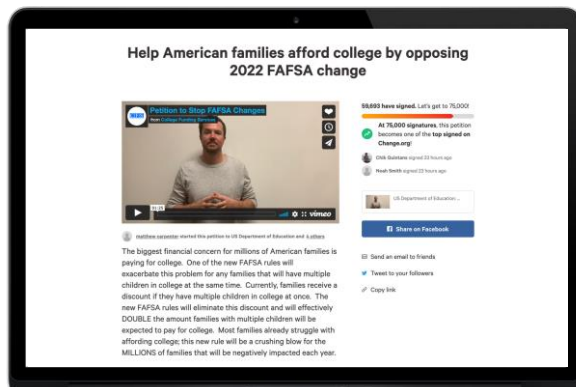 Help American families afford college by opposing
2022 FAFSA change
Petition to Stop FAFSA Changes
from College Funding Services
01:25
vimeo
matthew carpenter started this petition to US Department of Education and 4 others
The biggest financial concern for millions of American families is
paying for college. One of the new FAFSA rules will
exacerbate this problem for any families that will have multiple
children in college at the same time. Currently, families receive a
discount if they have multiple children in college at once. The
new FAFSA rules will eliminate this discount and will effectively
DOUBLE the amount families with multiple children will be
expected to pay for college. Most families already struggle with
affording college; this new rule will be a crushing blow for the
MILLIONS of families that will be negatively impacted each year.
59,693 have signed. Let's get to 75,000!
At 75,000 signatures, this petition
becomes one of the top signed on
Change.org!
signed 22 hours ago
Noah Smith signed 22 hours ago
US Department of Education: ...
Share on Facebook
Send an email to friends
Tweet to your followers
Copy link